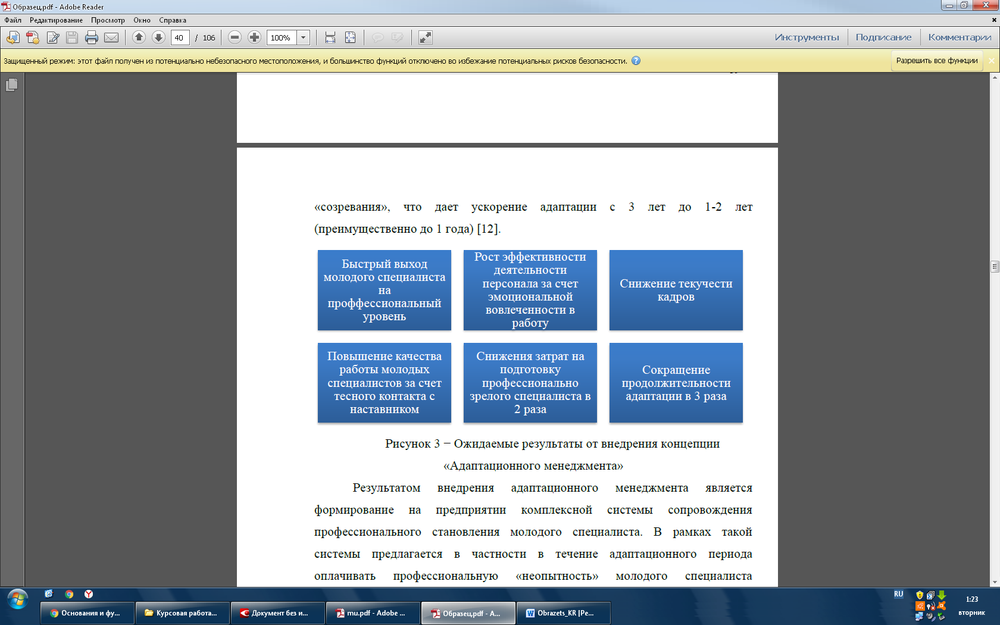 Образец.pdf - Adobe Reader
Файл Редактирование Просмотр Окно Справка
40 / 106 100% Инструменты Подписание Комментарии
Защищенный режим: этот файл получен из потенциально небезопасного местоположения, и большинство функций отключено во избежание потенциальных рисков безопасности. Разрешить все функции
«созревания», что дает ускорение адаптации с 3 лет до 1-2 лет
(преимущественно до 1 года) [12].
Быстрый выход
молодого специалиста
на
проффессиональный
уровень
Рост эффективности
деятельности
персонала за счет
эмоциональной
вовлеченности в
работу
Снижение текучести
кадров
Повышение качества
работы молодых
специалистов за счет
тесного контакта с
наставником
Снижения затрат на
подготовку
профессионально
зрелого специалиста в
2 раза
Сокращение
продолжительности
адаптации в 3 раза
Рисунок 3 − Ожидаемые результаты от внедрения концепции
«Адаптационного менеджмента»
Результатом внедрения адаптационного менеджмента является
формирование на предприятии комплексной системы сопровождения
профессионального становления молодого специалиста. В рамках такой
системы предлагается в частности в течение адаптационного периода
оплачивать профессиональную «неопытность» молодого специалиста
RU
1:23
вторник
Основания и фу... Курсовая работа... Документ без и... mu.pdf - Adobe ... Образец.pdf - A... Obrazets_KR [Ре...